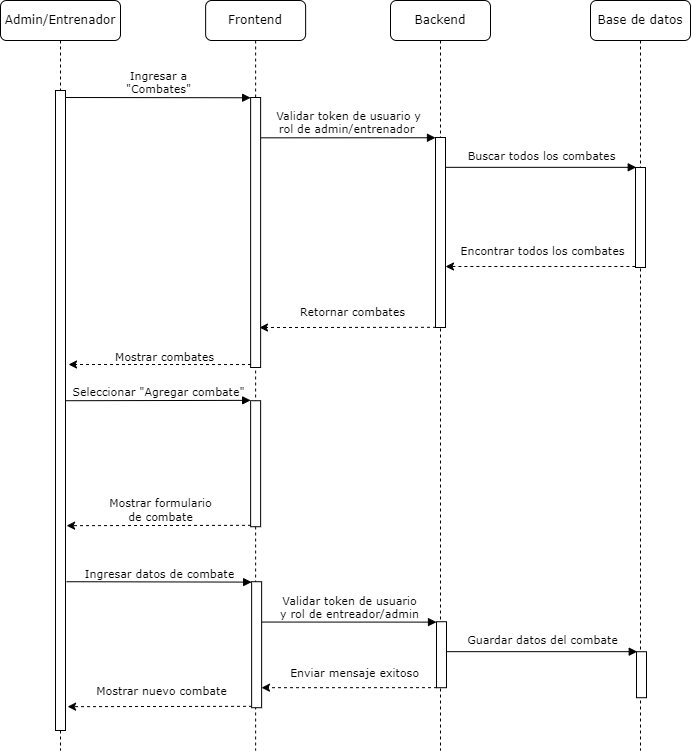 Admin/Entrenador
Frontend
Backend
Base de datos
Ingresar a
"Combates"
Validar token de usuario y
rol de admin/entrenador
Buscar todos los combates
Encontrar todos los combates
Retornar combates
Mostrar combates
Seleccionar "Agregar combate"
Mostrar formulario
de combate
Ingresar datos de combate
Validar token de usuario
y rol de entreador/admin
Guardar datos del combate
Enviar mensaje exitoso
Mostrar nuevo combate